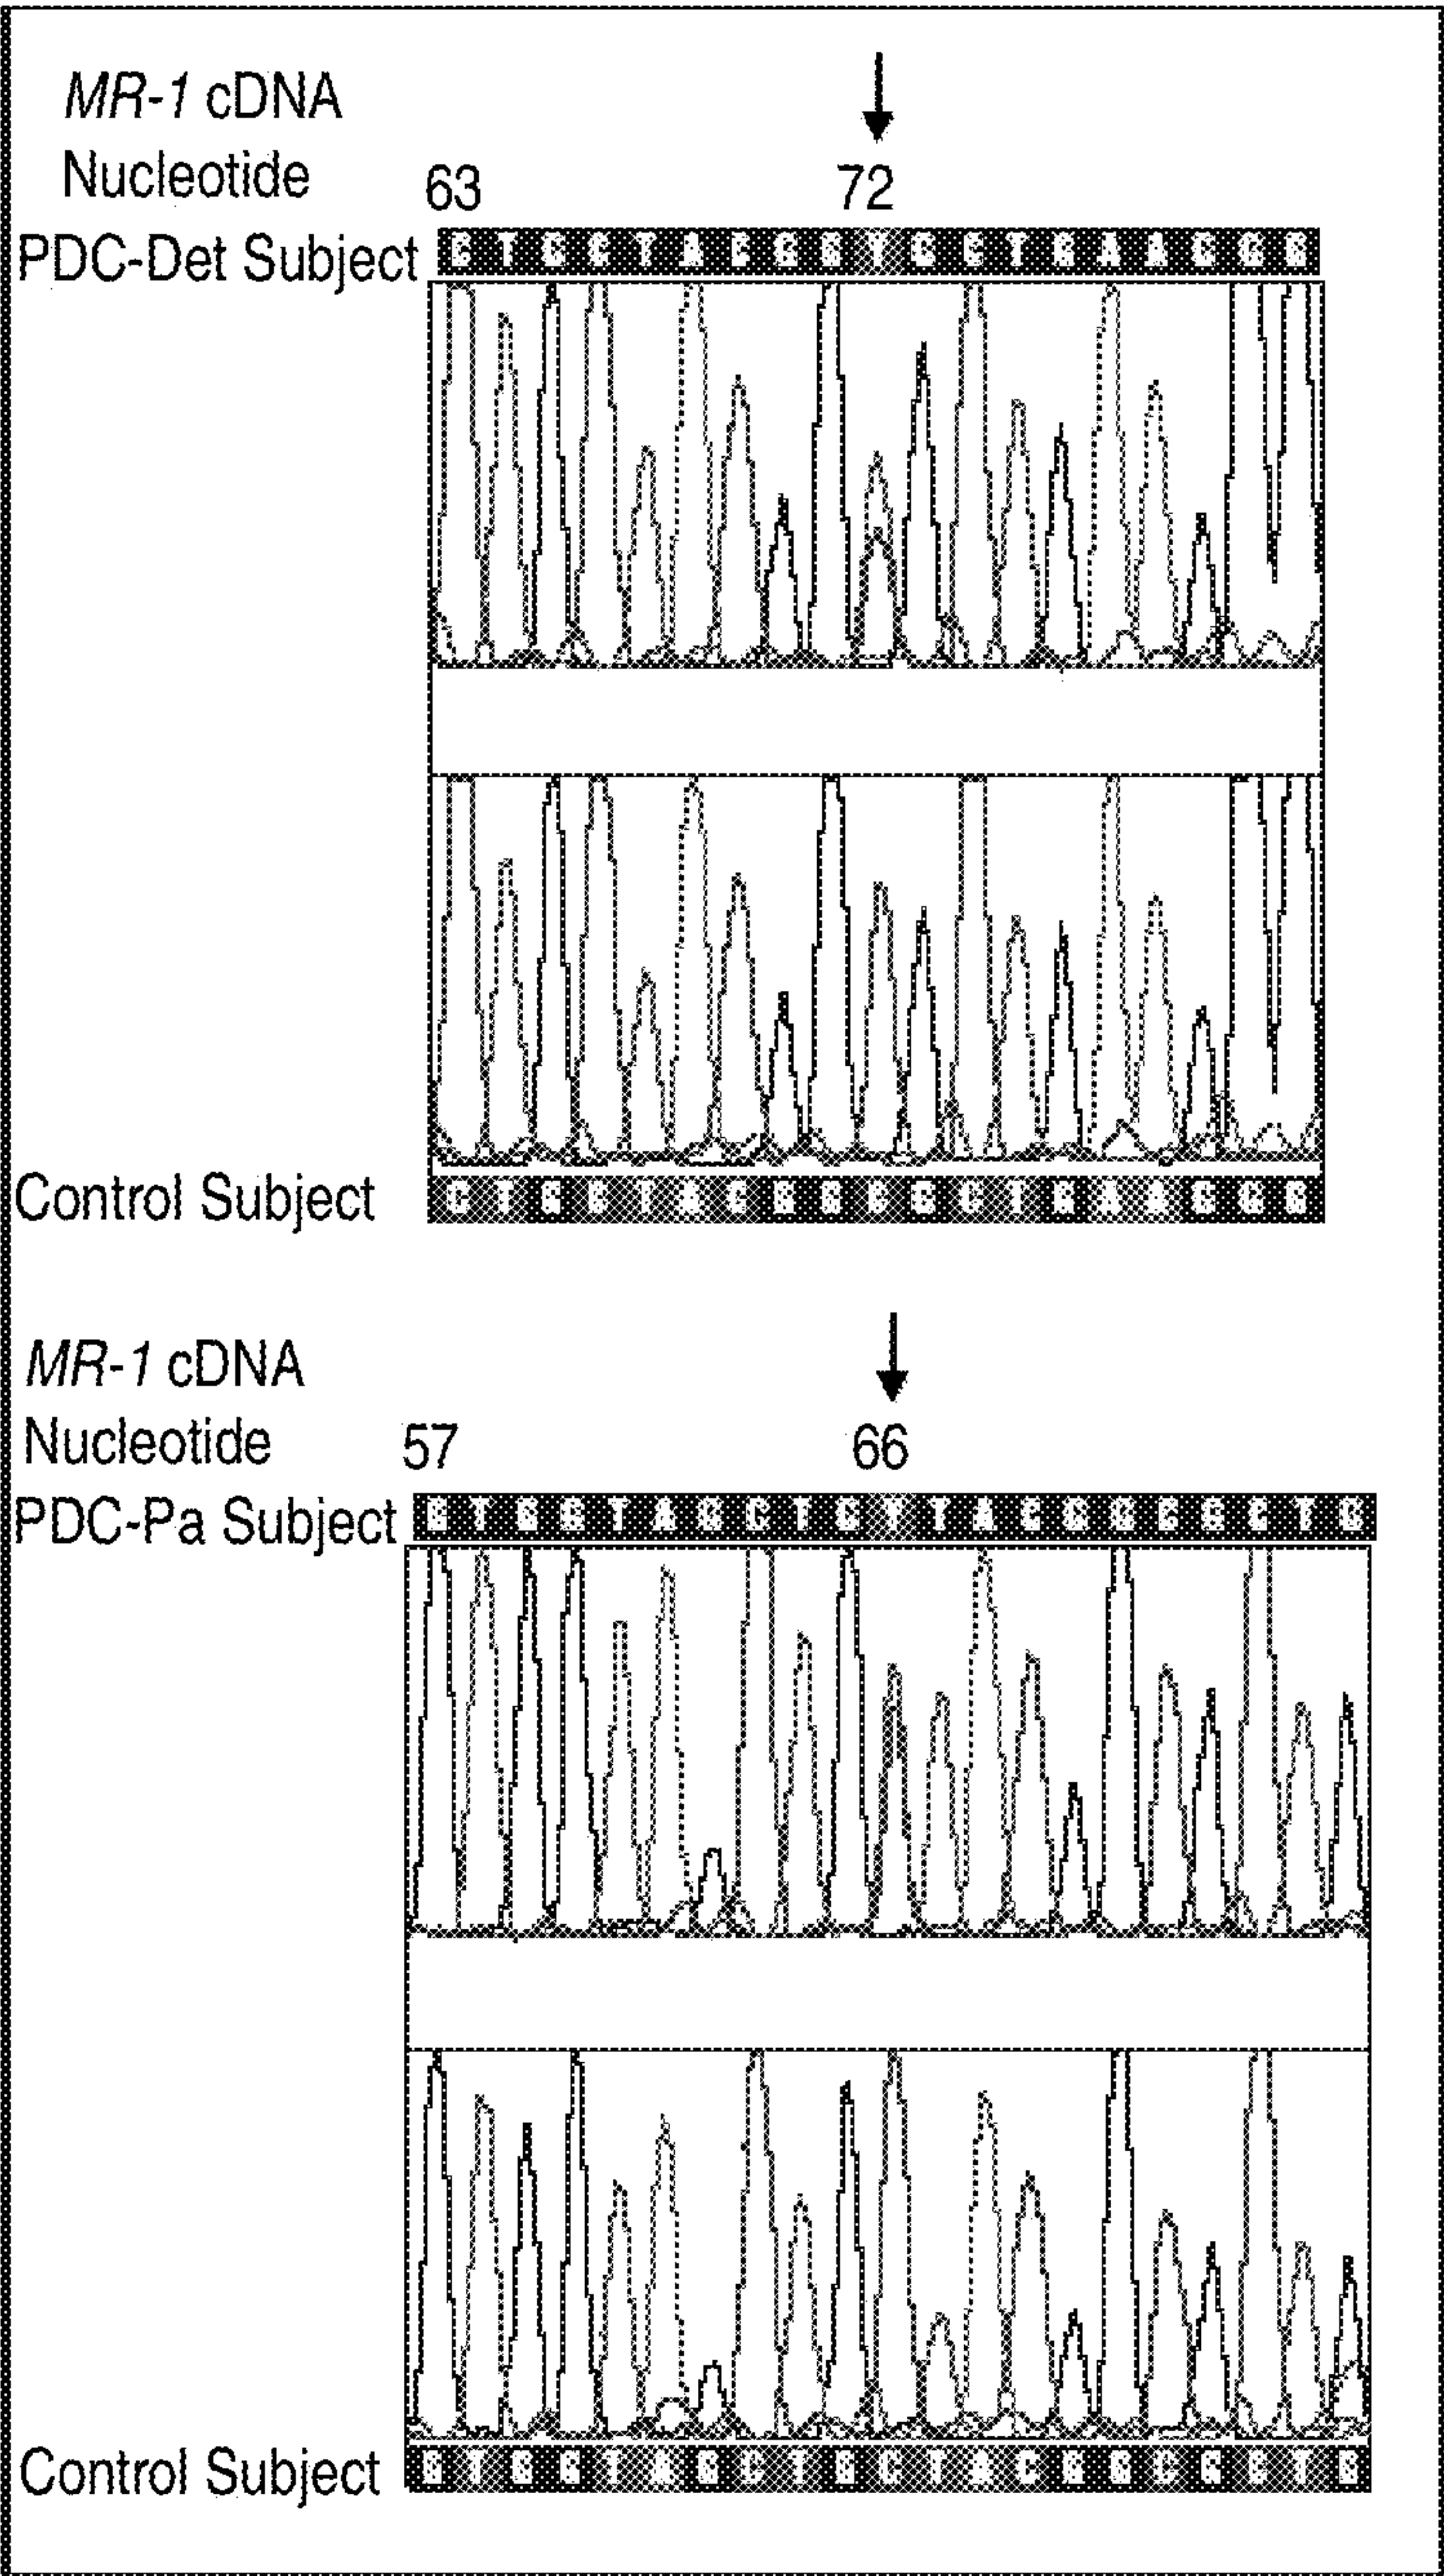 MR-1 cDNA
Nucleotide 63 72
PDC-Det Subject C T G C T A C G G Y G C T G A A G G G
Control Subject C T G C T A C G G C G C T G A A G G G
MR-1 cDNA
Nucleotide 57 66
PDC-Pa Subject G T G G T A G C T G Y T A C G G C G C T G
Control Subject G T G G T A G C T G C T A C G G C G C T G